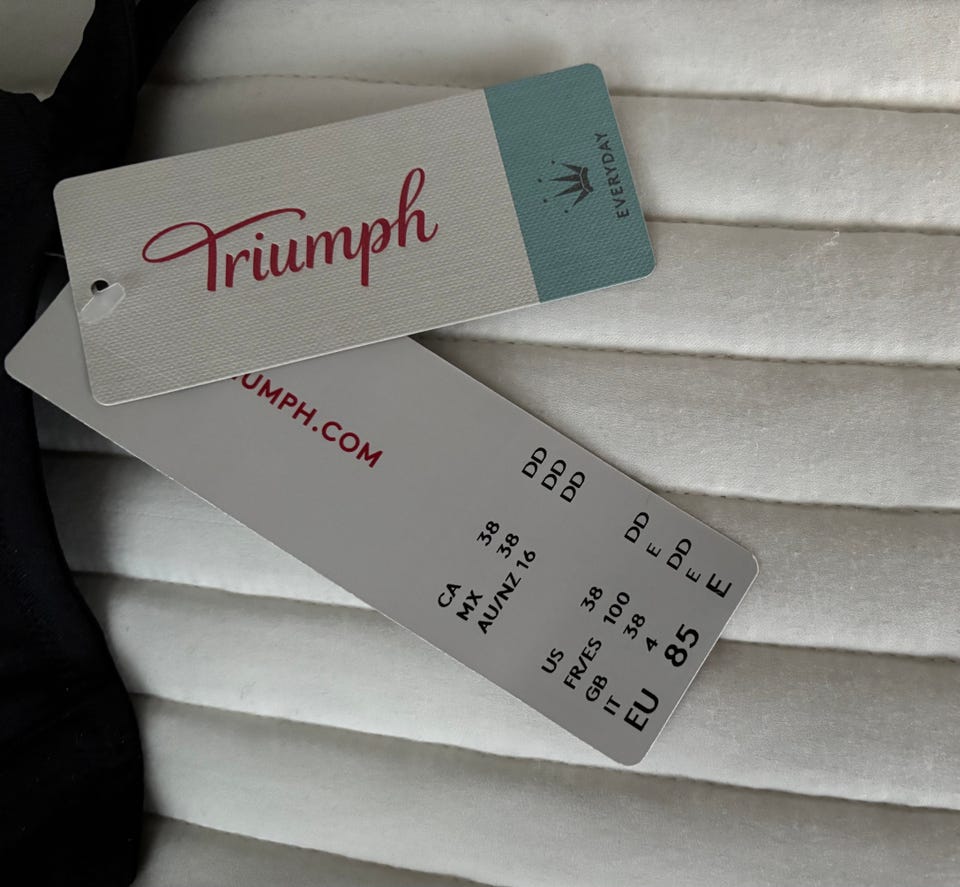 Triumph
EVERYDAY
UMPH.COM
CA 38 DD
MX 38 DD
AU/NZ 16 DD
US 38 DD
FR/ES 100 E
GB 38 DD
IT 4 E
EU 85 E